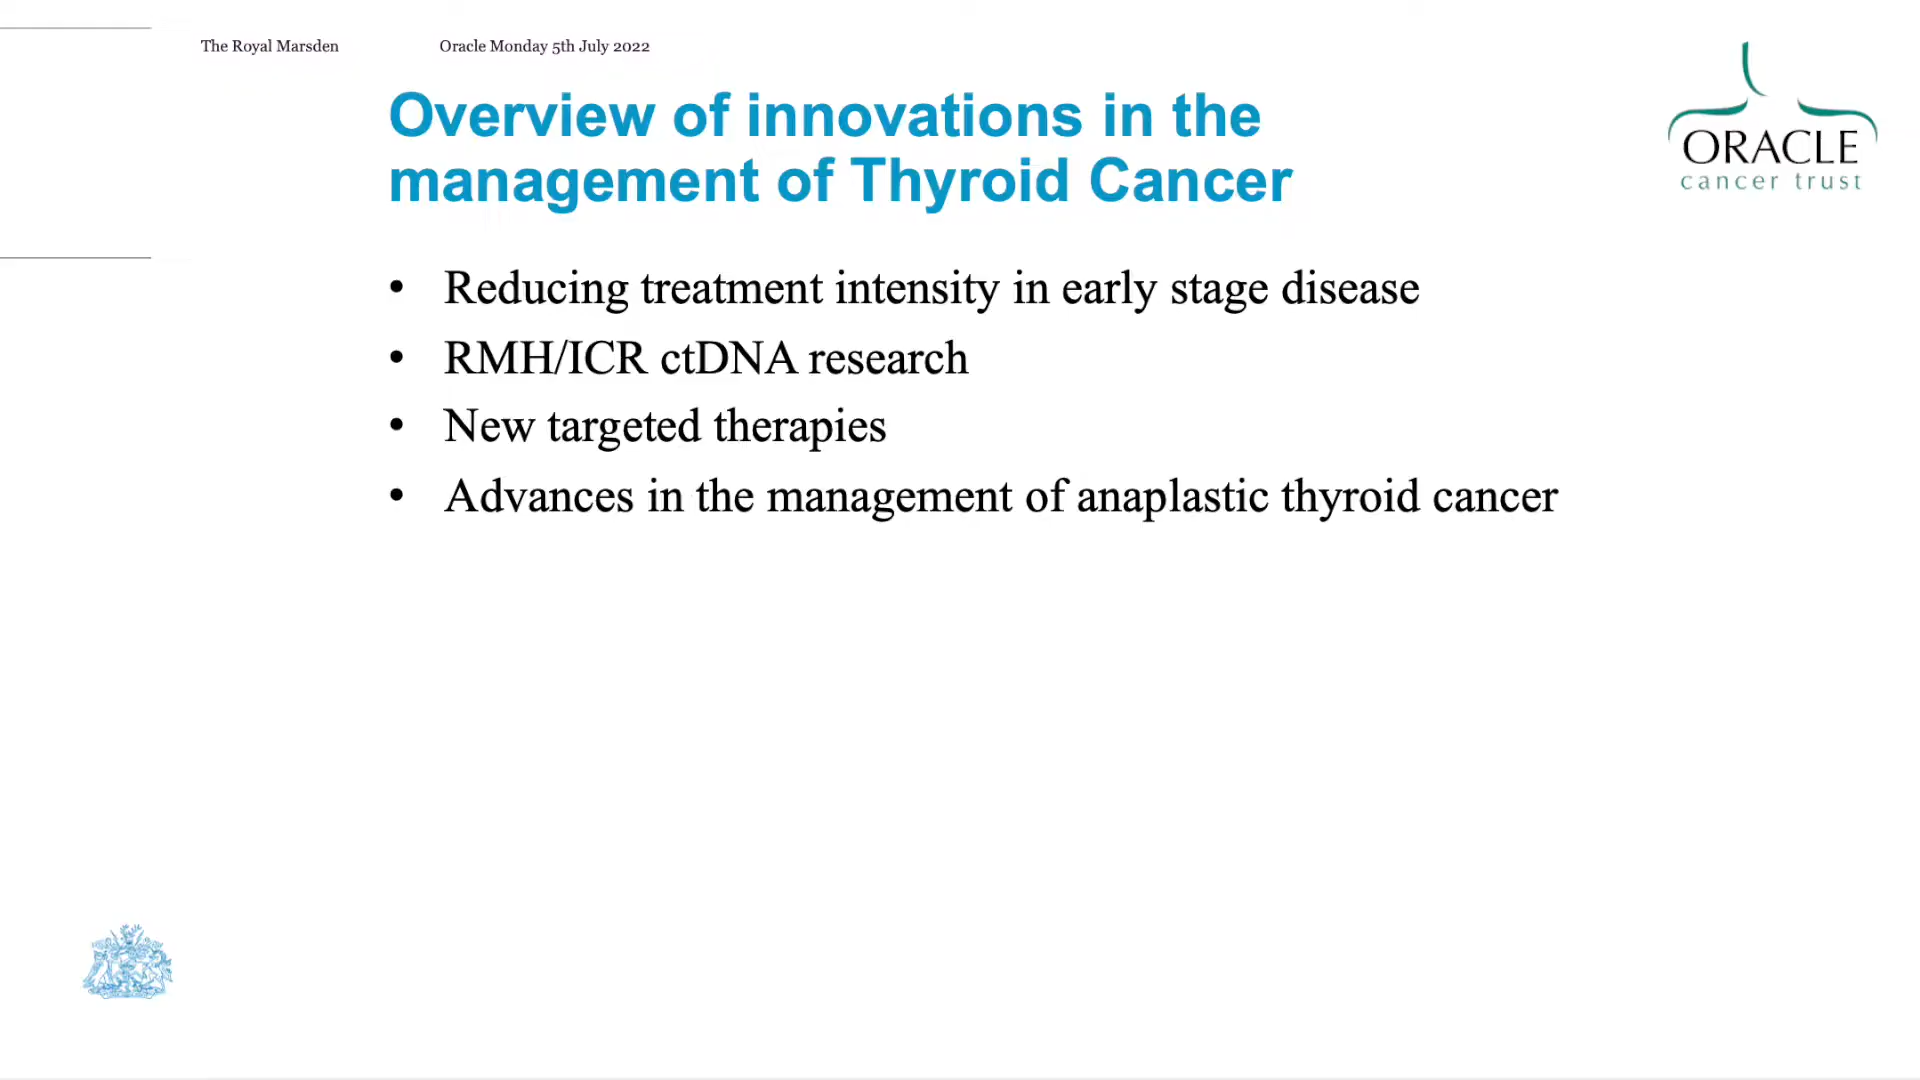 The Royal Marsden
Oracle Monday 5th July 2022
Overview of innovations in the
management of Thyroid Cancer
ORACLE
cancer trust
• Reducing treatment intensity in early stage disease
• RMH/ICR ctDNA research
• New targeted therapies
• Advances in the management of anaplastic thyroid cancer